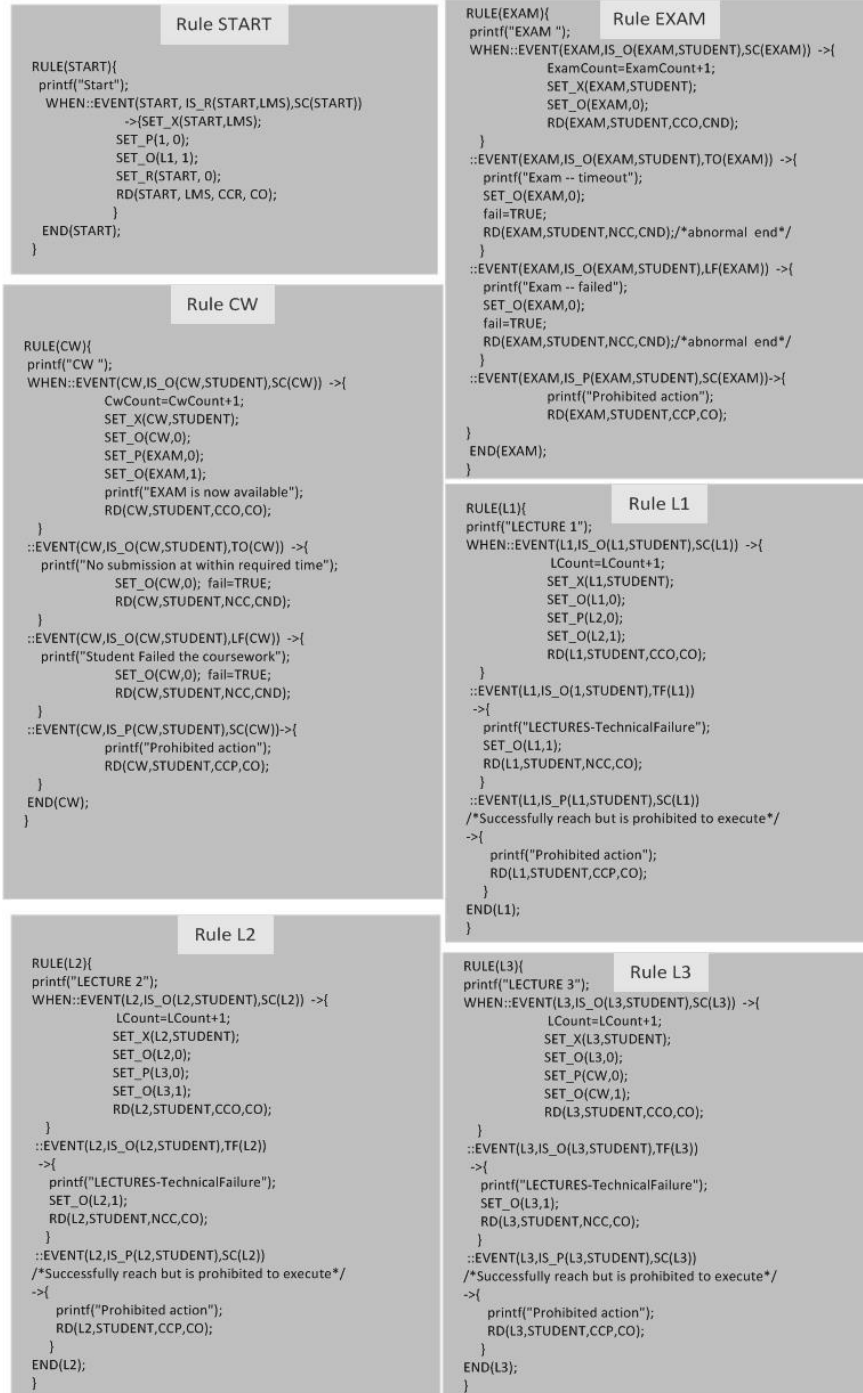 Rule START
RULE(START){
printf("Start");
WHEN::EVENT(START, IS_R(START,LMS),SC(START))
->{SET_X(START,LMS);
SET_P(1, 0);
SET_O(L1, 1);
SET_R(START, 0);
RD(START, LMS, CCR, CO);
}
END(START);
}
Rule EXAM
RULE(EXAM){
printf("EXAM ");
WHEN::EVENT(EXAM,IS_O(EXAM,STUDENT),SC(EXAM)) ->{
ExamCount=ExamCount+1;
SET_X(EXAM,STUDENT);
SET_O(EXAM,0);
RD(EXAM,STUDENT,CCO,CND);
}
::EVENT(EXAM,IS_O(EXAM,STUDENT),TO(EXAM)) ->{
printf("Exam -- timeout");
SET_O(EXAM,0);
fail=TRUE;
RD(EXAM,STUDENT,NCC,CND);/*abnormal end*/
}
::EVENT(EXAM,IS_O(EXAM,STUDENT),LF(EXAM)) ->{
printf("Exam -- failed");
SET_O(EXAM,0);
fail=TRUE;
RD(EXAM,STUDENT,NCC,CND);/*abnormal end*/
}
::EVENT(EXAM,IS_P(EXAM,STUDENT),SC(EXAM))->{
printf("Prohibited action");
RD(EXAM,STUDENT,CCP,CO);
}
END(EXAM);
}
Rule CW
RULE(CW){
printf("CW ");
WHEN::EVENT(CW,IS_O(CW,STUDENT),SC(CW)) ->{
CwCount=CwCount+1;
SET_X(CW,STUDENT);
SET_O(CW,0);
SET_P(EXAM,0);
SET_O(EXAM,1);
printf("EXAM is now available");
RD(CW,STUDENT,CCO,CO);
}
::EVENT(CW,IS_O(CW,STUDENT),TO(CW)) ->{
printf("No submission at within required time");
SET_O(CW,0); fail=TRUE;
RD(CW,STUDENT,NCC,CND);
}
::EVENT(CW,IS_O(CW,STUDENT),LF(CW)) ->{
printf("Student Failed the coursework");
SET_O(CW,0); fail=TRUE;
RD(CW,STUDENT,NCC,CND);
}
::EVENT(CW,IS_P(CW,STUDENT),SC(CW))->{
printf("Prohibited action");
RD(CW,STUDENT,CCP,CO);
}
END(CW);
}
Rule L1
RULE(L1){
printf("LECTURE 1");
WHEN::EVENT(L1,IS_O(L1,STUDENT),SC(L1)) ->{
LCount=LCount+1;
SET_X(L1,STUDENT);
SET_O(L1,0);
SET_P(L2,0);
SET_O(L2,1);
RD(L1,STUDENT,CCO,CO);
}
::EVENT(L1,IS_O(1,STUDENT),TF(L1))
->{
printf("LECTURES-TechnicalFailure");
SET_O(L1,1);
RD(L1,STUDENT,NCC,CO);
}
::EVENT(L1,IS_P(L1,STUDENT),SC(L1))
/*Successfully reach but is prohibited to execute*/
->{
printf("Prohibited action");
RD(L1,STUDENT,CCP,CO);
}
END(L1);
}
Rule L2
RULE(L2){
printf("LECTURE 2");
WHEN::EVENT(L2,IS_O(L2,STUDENT),SC(L2)) ->{
LCount=LCount+1;
SET_X(L2,STUDENT);
SET_O(L2,0);
SET_P(L3,0);
SET_O(L3,1);
RD(L2,STUDENT,CCO,CO);
}
::EVENT(L2,IS_O(L2,STUDENT),TF(L2))
->{
printf("LECTURES-TechnicalFailure");
SET_O(L2,1);
RD(L2,STUDENT,NCC,CO);
}
::EVENT(L2,IS_P(L2,STUDENT),SC(L2))
/*Successfully reach but is prohibited to execute*/
->{
printf("Prohibited action");
RD(L2,STUDENT,CCP,CO);
}
END(L2);
}
Rule L3
RULE(L3){
printf("LECTURE 3");
WHEN::EVENT(L3,IS_O(L3,STUDENT),SC(L3)) ->{
LCount=LCount+1;
SET_X(L3,STUDENT);
SET_O(L3,0);
SET_P(CW,0);
SET_O(CW,1);
RD(L3,STUDENT,CCO,CO);
}
::EVENT(L3,IS_O(L3,STUDENT),TF(L3))
->{
printf("LECTURES-TechnicalFailure");
SET_O(L3,1);
RD(L3,STUDENT,NCC,CO);
}
::EVENT(L3,IS_P(L3,STUDENT),SC(L3))
/*Successfully reach but is prohibited to execute*/
->{
printf("Prohibited action");
RD(L3,STUDENT,CCP,CO);
}
END(L3);
}